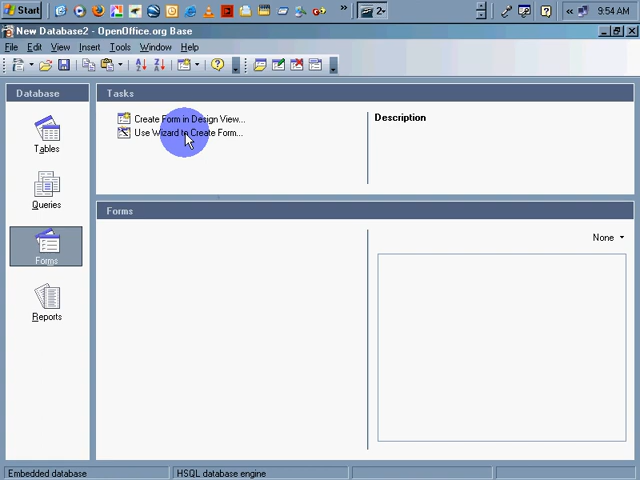 Start
2
9:54 AM
New Database2 - OpenOffice.org Base
File Edit View Insert Tools Window Help
Database
Tasks
Tables
Queries
Forms
Reports
Create Form in Design View...
Use Wizard to Create Form...
Description
Forms
None
Embedded database
HSQL database engine